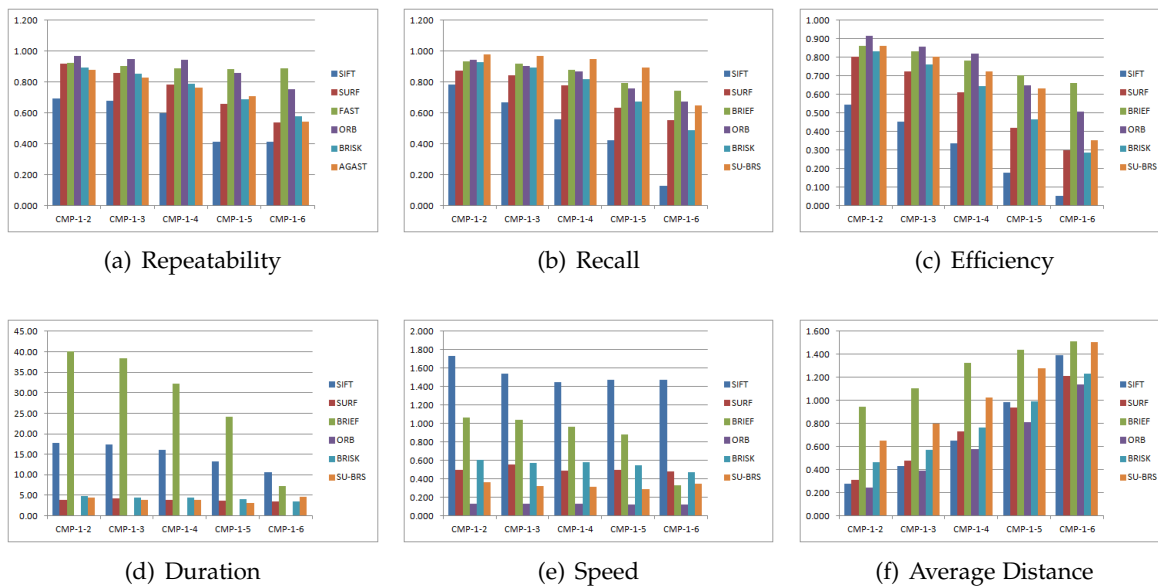 1.200
1.000
0.800
0.600
0.400
0.200
0.000
CMP-1-2 CMP-1-3 CMP-1-4 CMP-1-5 CMP-1-6
SIFT
SURF
FAST
ORB
BRISK
AGAST
(a) Repeatability
1.200
1.000
0.800
0.600
0.400
0.200
0.000
CMP-1-2 CMP-1-3 CMP-1-4 CMP-1-5 CMP-1-6
SIFT
SURF
BRIEF
ORB
BRISK
SU-BRS
(b) Recall
1.000
0.900
0.800
0.700
0.600
0.500
0.400
0.300
0.200
0.100
0.000
CMP-1-2 CMP-1-3 CMP-1-4 CMP-1-5 CMP-1-6
SIFT
SURF
BRIEF
ORB
BRISK
SU-BRS
(c) Efficiency
45.00
40.00
35.00
30.00
25.00
20.00
15.00
10.00
5.00
0.00
CMP-1-2 CMP-1-3 CMP-1-4 CMP-1-5 CMP-1-6
SIFT
SURF
BRIEF
ORB
BRISK
SU-BRS
(d) Duration
2.000
1.800
1.600
1.400
1.200
1.000
0.800
0.600
0.400
0.200
0.000
CMP-1-2 CMP-1-3 CMP-1-4 CMP-1-5 CMP-1-6
SIFT
SURF
BRIEF
ORB
BRISK
SU-BRS
(e) Speed
1.600
1.400
1.200
1.000
0.800
0.600
0.400
0.200
0.000
CMP-1-2 CMP-1-3 CMP-1-4 CMP-1-5 CMP-1-6
SIFT
SURF
BRIEF
ORB
BRISK
SU-BRS
(f) Average Distance